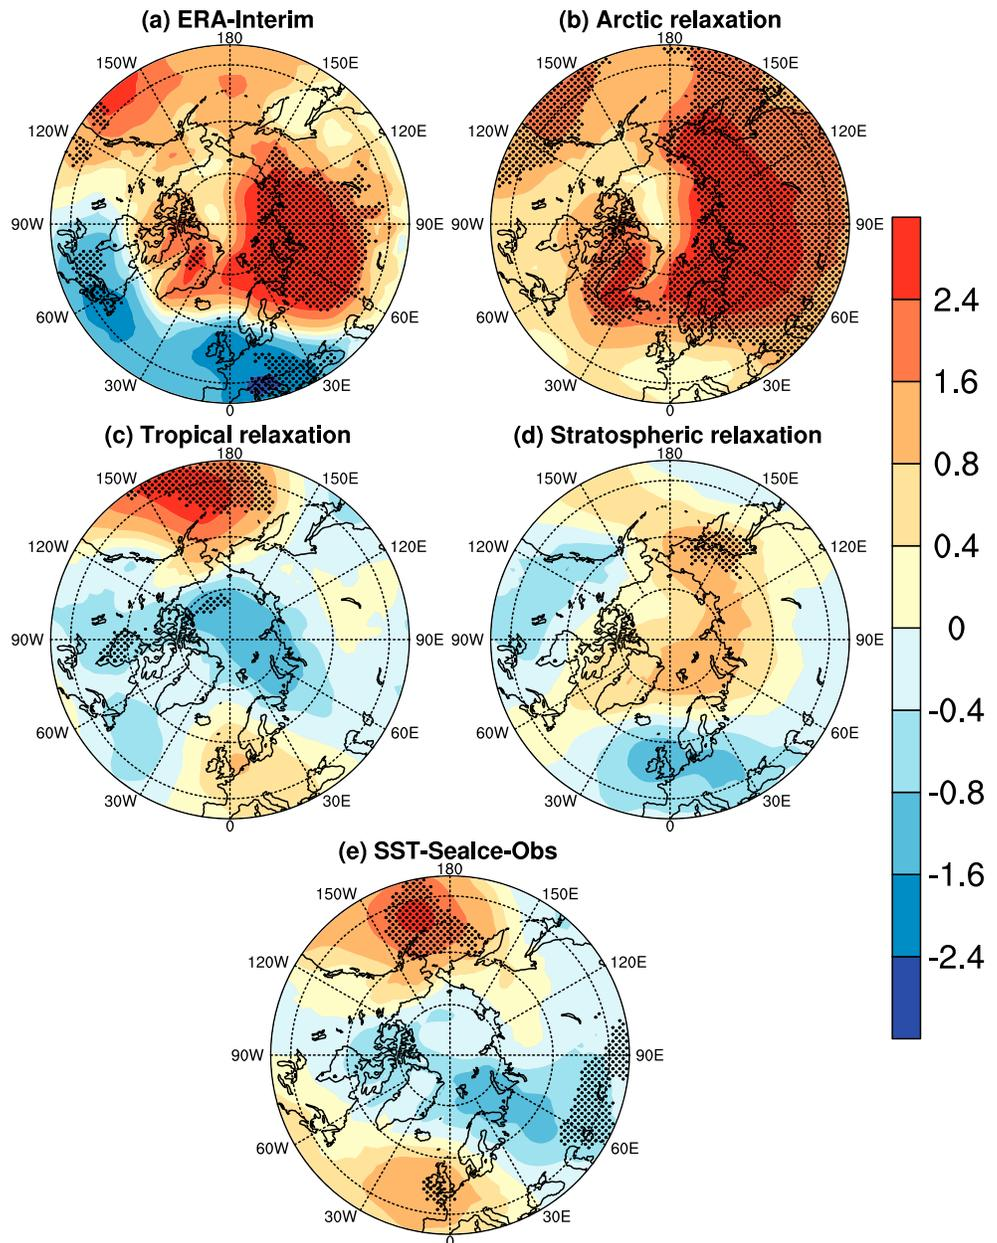 (a) ERA-Interim
(b) Arctic relaxation
180
150W
150E
120W
120E
90W
90E
60W
60E
30W
30E
0
180
150W
150E
120W
120E
90W
90E
60W
60E
30W
30E
0
(c) Tropical relaxation
(d) Stratospheric relaxation
180
150W
150E
120W
120E
90W
90E
60W
60E
30W
30E
0
180
150W
150E
120W
120E
90W
90E
60W
60E
30W
30E
0
(e) SST-SeaIce-Obs
180
150W
150E
120W
120E
90W
90E
60W
60E
30W
30E
0
2.4
1.6
0.8
0.4
0
-0.4
-0.8
-1.6
-2.4